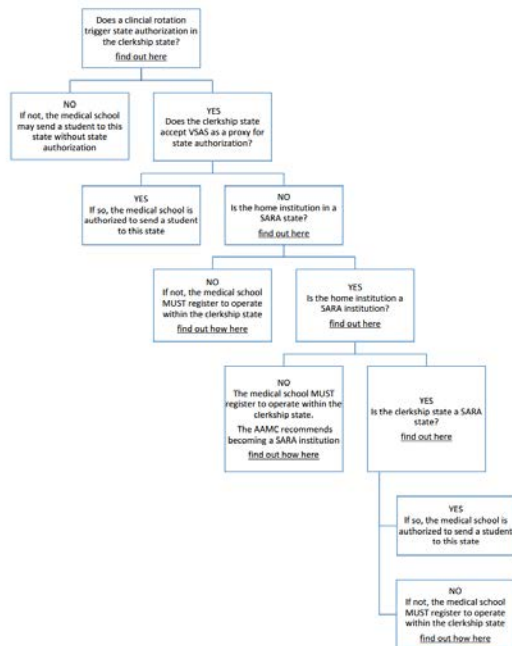 Does a clincial rotation
trigger state authorization in
the clerkship state?
find out here
NO
If not, the medical school
may send a student to this
state without state
authorization
YES
Does the clerkship state
accept VSAS as a proxy for
state authorization?
YES
If so, the medical school is
authorized to send a student
to this state
NO
Is the home institution in a
SARA state?
find out here
NO
If not, the medical school
MUST register to operate
within the clerkship state
find out how here
YES
Is the home institution a
SARA institution?
find out here
NO
The medical school MUST
register to operate within the
clerkship state.
The AAMC recommends
becoming a SARA institution
find out how here
YES
Is the clerkship state a SARA
state?
find out here
YES
If so, the medical school is
authorized to send a student
to this state
NO
If not, the medical school
MUST register to operate
within the clerkship state
find out how here